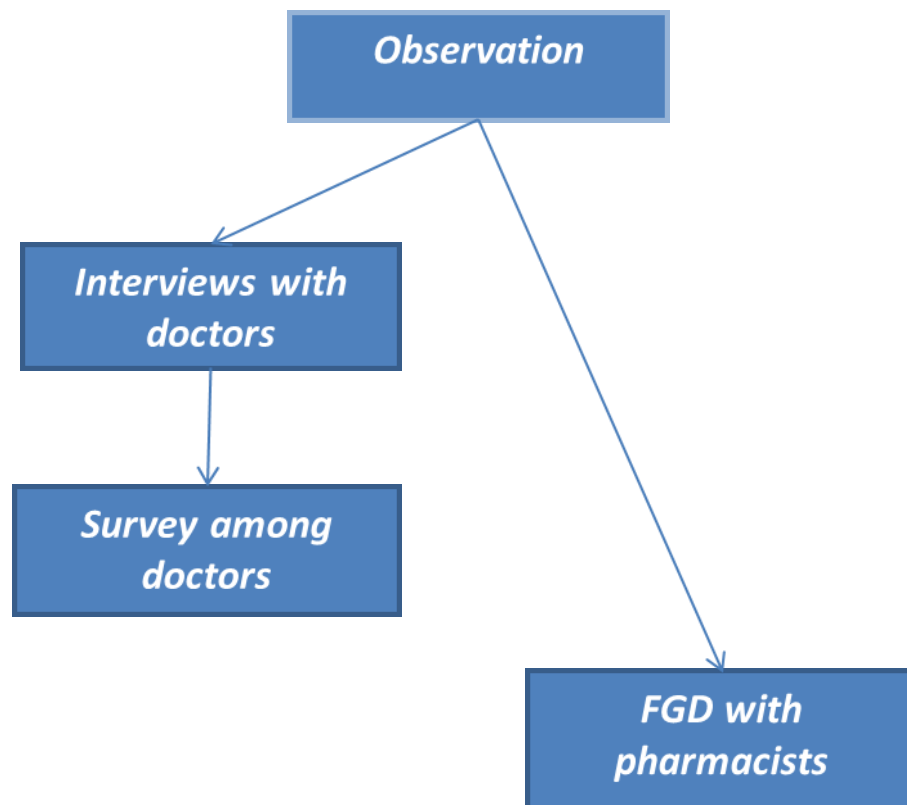 Observation
Interviews with
doctors
Survey among
doctors
FGD with
pharmacists